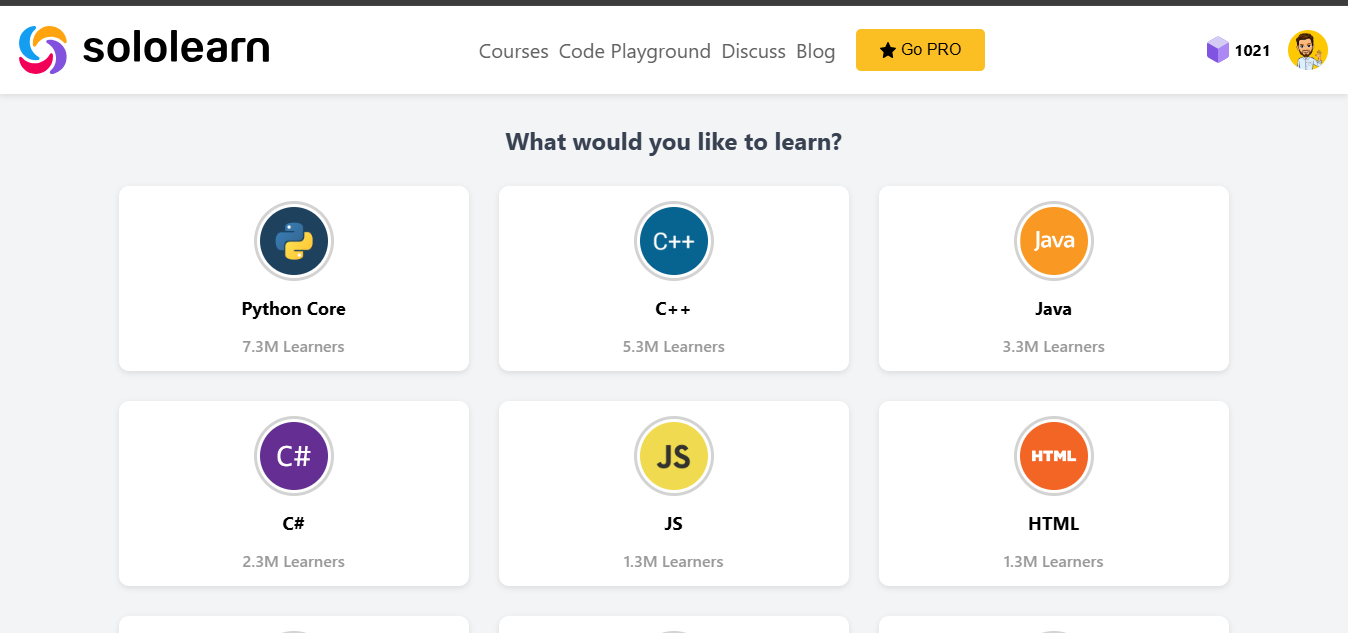 sololearn
Courses Code Playground Discuss Blog
Go PRO
1021
What would you like to learn?
Python Core
7.3M Learners
C++
C++
5.3M Learners
Java
Java
3.3M Learners
C#
C#
2.3M Learners
JS
JS
1.3M Learners
HTML
HTML
1.3M Learners